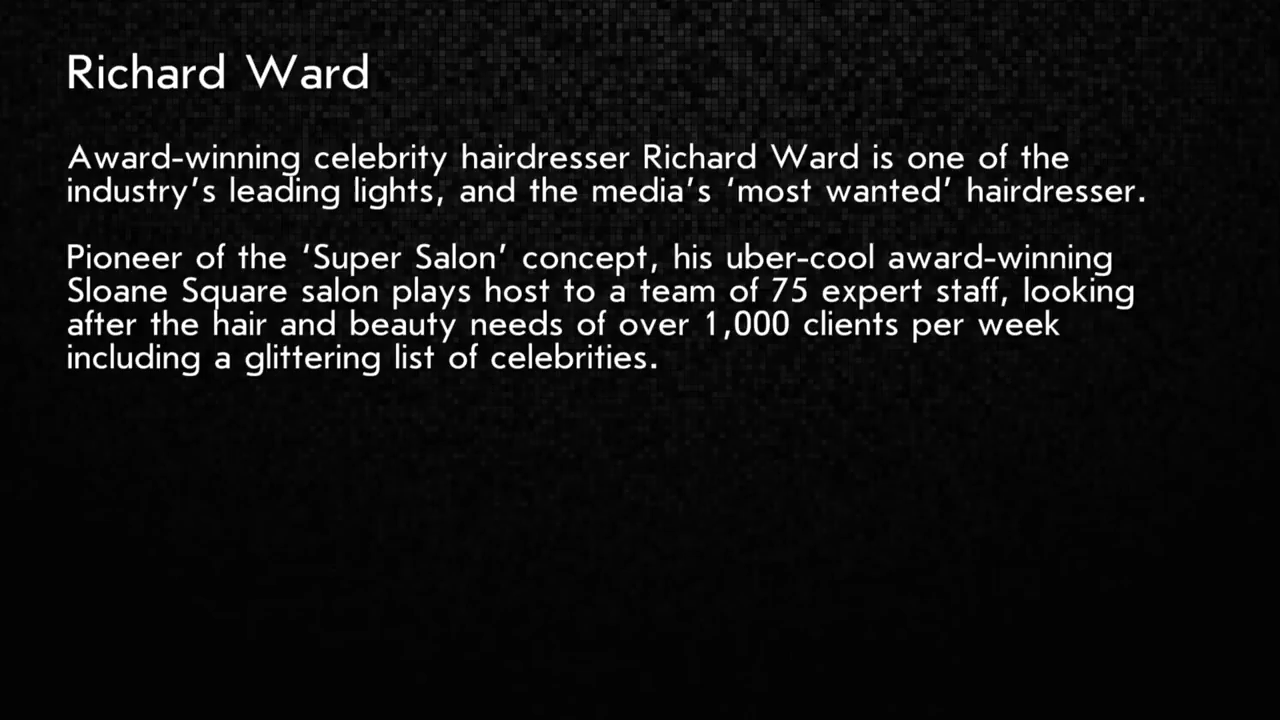 Richard Ward
Award-winning celebrity hairdresser Richard Ward is one of the
industry’s leading lights, and the media’s ‘most wanted’ hairdresser.
Pioneer of the ‘Super Salon’ concept, his uber-cool award-winning
Sloane Square salon plays host to a team of 75 expert staff, looking
after the hair and beauty needs of over 1,000 clients per week
including a glittering list of celebrities.